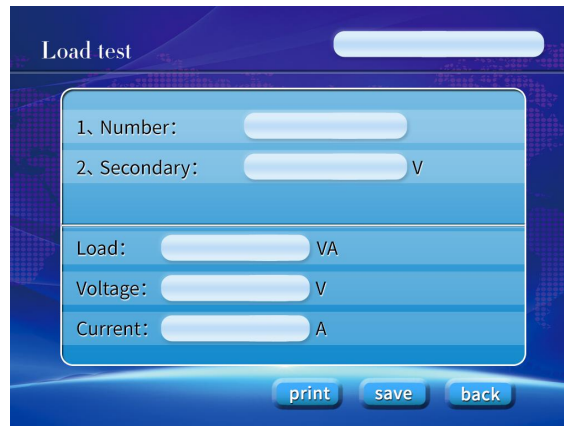 Load test
1、Number:
2、Secondary: V
Load: VA
Voltage: V
Current: A
print save back